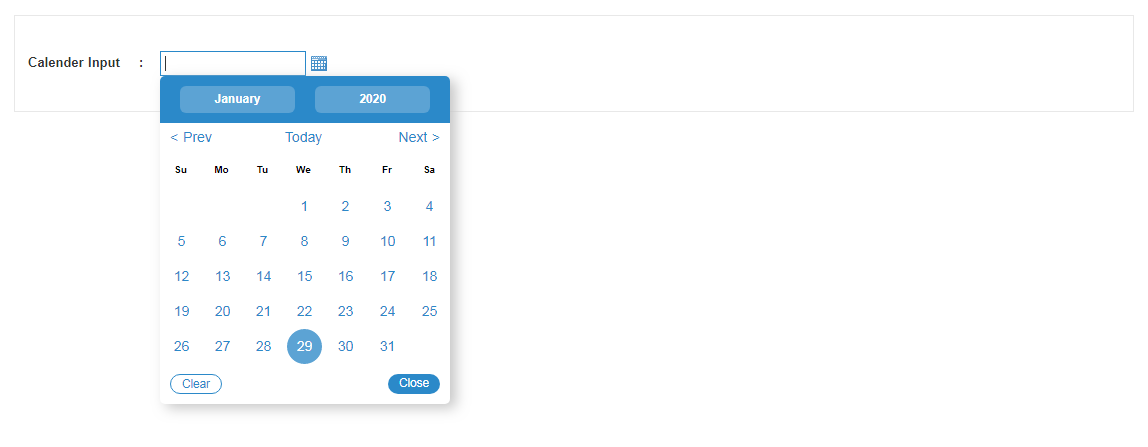 Calender Input :
January 2020
< Prev Today Next >
Su Mo Tu We Th Fr Sa
1 2 3 4
5 6 7 8 9 10 11
12 13 14 15 16 17 18
19 20 21 22 23 24 25
26 27 28 29 30 31
Clear Close